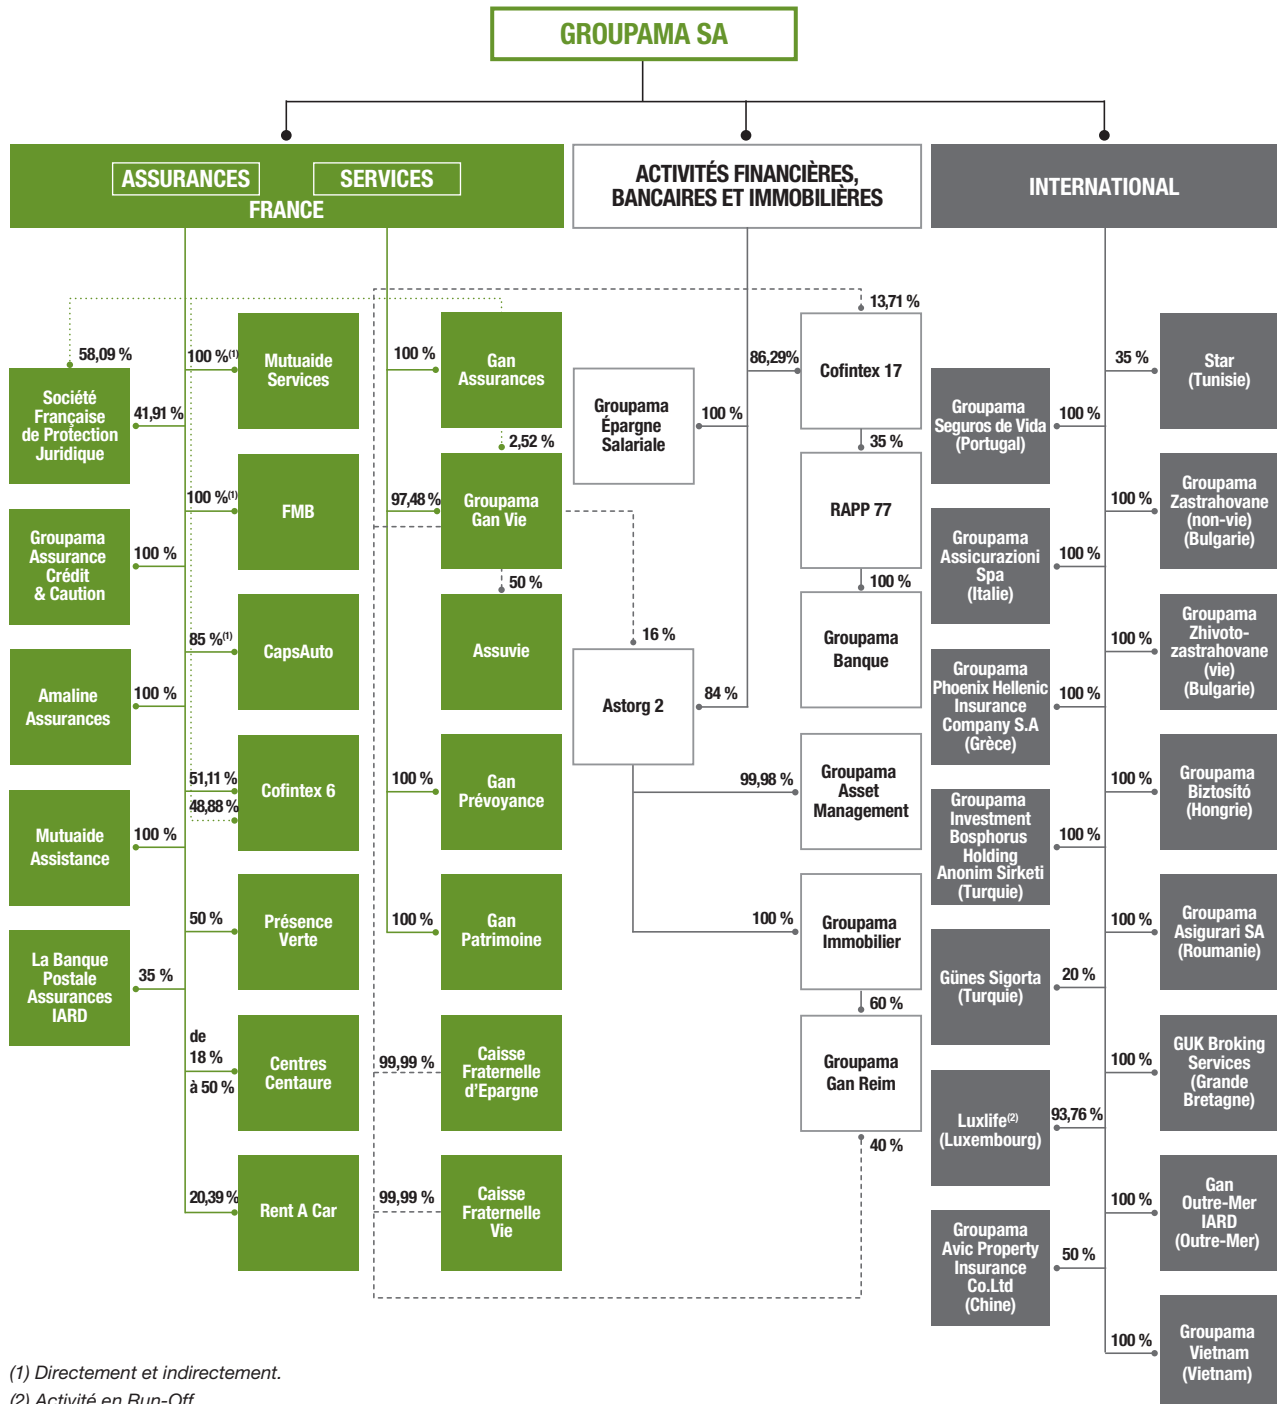 GROUPAMA SA
ASSURANCES
SERVICES
FRANCE
ACTIVITÉS FINANCIÈRES,
BANCAIRES ET IMMOBILIÈRES
INTERNATIONAL
58,09 %
Société
Française
de Protection
Juridique
41,91 %
Groupama
Assurance
Crédit
& Caution
100 %
Amaline
Assurances
100 %
Mutuaide
Assistance
100 %
La Banque
Postale
Assurances
IARD
35 %
100 %(1)
Mutuaide
Services
100 %(1)
FMB
85 %(1)
CapsAuto
51,11 %
48,88 %
Cofintex 6
50 %
Présence
Verte
de
18 %
à 50 %
Centres
Centaure
20,39 %
Rent A Car
100 %
Gan
Assurances
2,52 %
97,48 %
Groupama
Gan Vie
50 %
Assuvie
100 %
Gan
Prévoyance
100 %
Gan
Patrimoine
99,99 %
Caisse
Fraternelle
d'Epargne
99,99 %
Caisse
Fraternelle
Vie
Groupama
Épargne
Salariale
100 %
16 %
Astorg 2
84 %
13,71 %
86,29%
Cofintex 17
35 %
RAPP 77
100 %
Groupama
Banque
99,98 %
Groupama
Asset
Management
100 %
Groupama
Immobilier
60 %
Groupama
Gan Reim
40 %
Groupama
Seguros de Vida
(Portugal)
100 %
Groupama
Assicurazioni
Spa
(Italie)
100 %
Groupama
Phoenix Hellenic
Insurance
Company S.A
(Grèce)
100 %
Groupama
Investment
Bosphorus
Holding
Anonim Sirketi
(Turquie)
100 %
Günes Sigorta
(Turquie)
20 %
Luxlife(2)
(Luxembourg)
93,76 %
Groupama
Avic Property
Insurance
Co.Ltd
(Chine)
50 %
35 %
Star
(Tunisie)
100 %
Groupama
Zastrahovane
(non-vie)
(Bulgarie)
100 %
Groupama
Zhivoto-
zastrahovane
(vie)
(Bulgarie)
100 %
Groupama
Biztosító
(Hongrie)
100 %
Groupama
Asigurari SA
(Roumanie)
100 %
GUK Broking
Services
(Grande
Bretagne)
100 %
Gan
Outre-Mer
IARD
(Outre-Mer)
100 %
Groupama
Vietnam
(Vietnam)
(1) Directement et indirectement.
(2) Activité en Run-Off